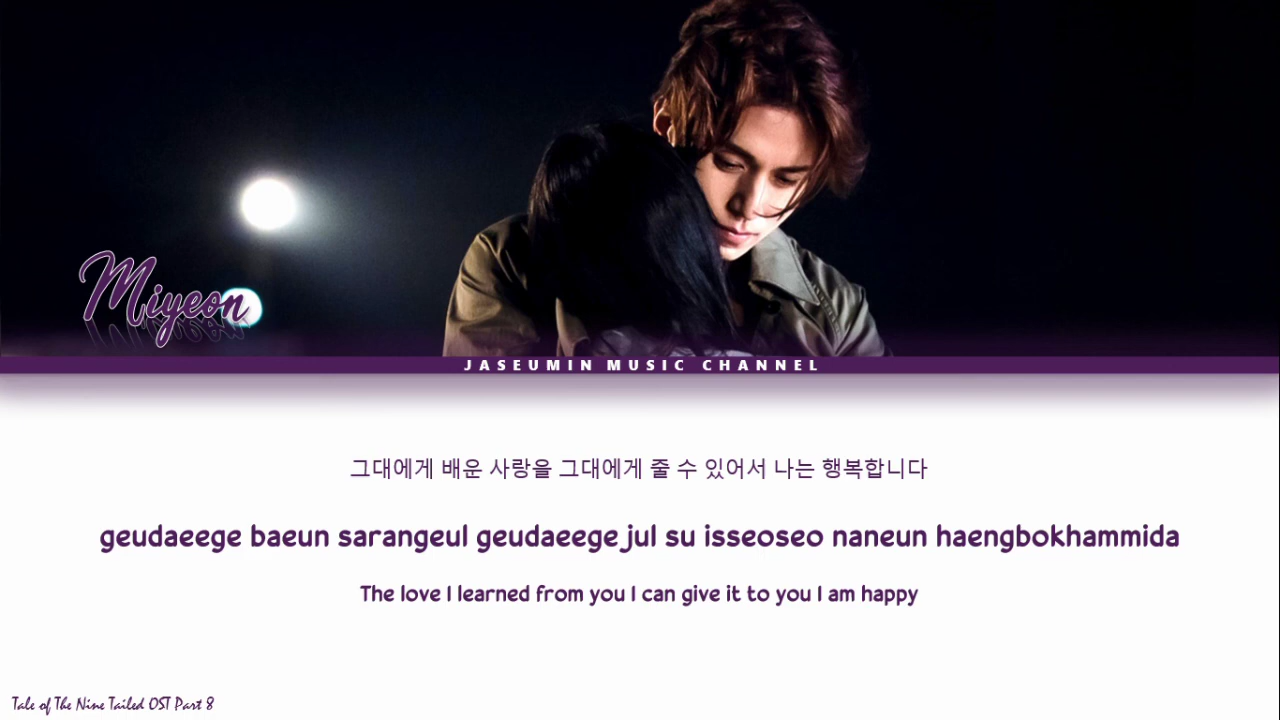 Miyeon
JASEUMIN MUSIC CHANNEL
그대에게 배운 사랑을 그대에게 줄 수 있어서 나는 행복합니다
geudaeege baeun sarangeul geudaeege jul su isseoseo naneun haengbokhammida
The love I learned from you I can give it to you I am happy
Tale of The Nine Tailed OST Part 8